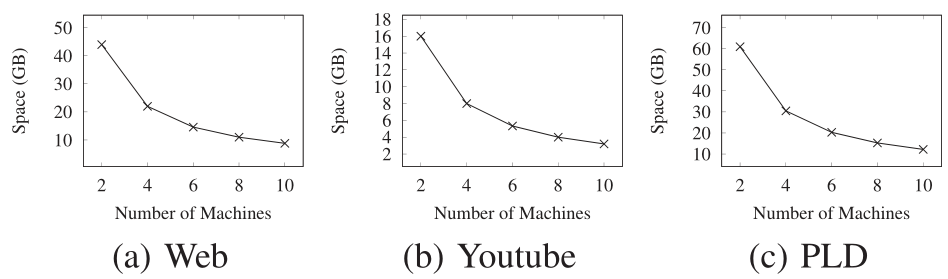 50
40
30
20
10
Space (GB)
2 4 6 8 10
Number of Machines
(a) Web
18
16
14
12
10
8
6
4
2
Space (GB)
2 4 6 8 10
Number of Machines
(b) Youtube
70
60
50
40
30
20
10
Space (GB)
2 4 6 8 10
Number of Machines
(c) PLD